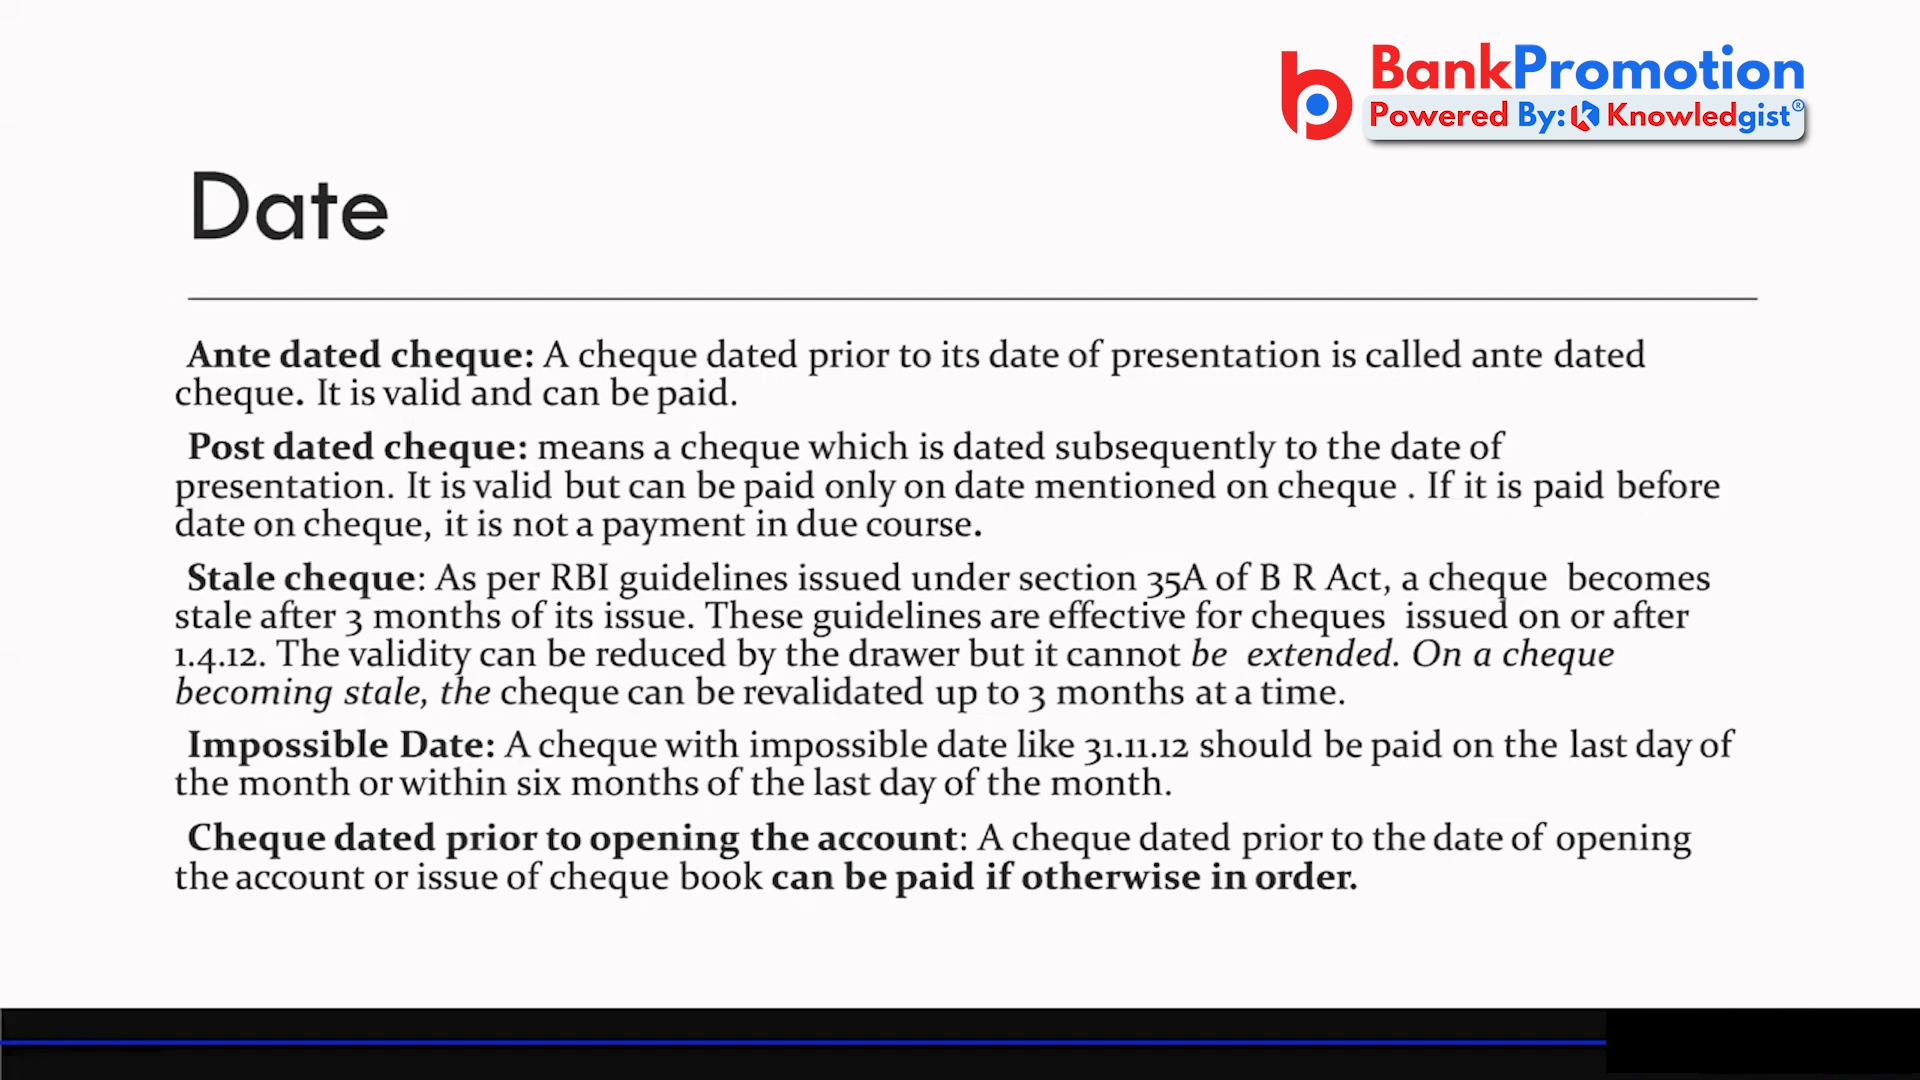 BankPromotion
Powered By: Knowledgist®
Date
Ante dated cheque: A cheque dated prior to its date of presentation is called ante dated
cheque. It is valid and can be paid.
Post dated cheque: means a cheque which is dated subsequently to the date of
presentation. It is valid but can be paid only on date mentioned on cheque . If it is paid before
date on cheque, it is not a payment in due course.
Stale cheque: As per RBI guidelines issued under section 35A of B R Act, a cheque becomes
stale after 3 months of its issue. These guidelines are effective for cheques issued on or after
1.4.12. The validity can be reduced by the drawer but it cannot be extended. On a cheque
becoming stale, the cheque can be revalidated up to 3 months at a time.
Impossible Date: A cheque with impossible date like 31.11.12 should be paid on the last day of
the month or within six months of the last day of the month.
Cheque dated prior to opening the account: A cheque dated prior to the date of opening
the account or issue of cheque book can be paid if otherwise in order.